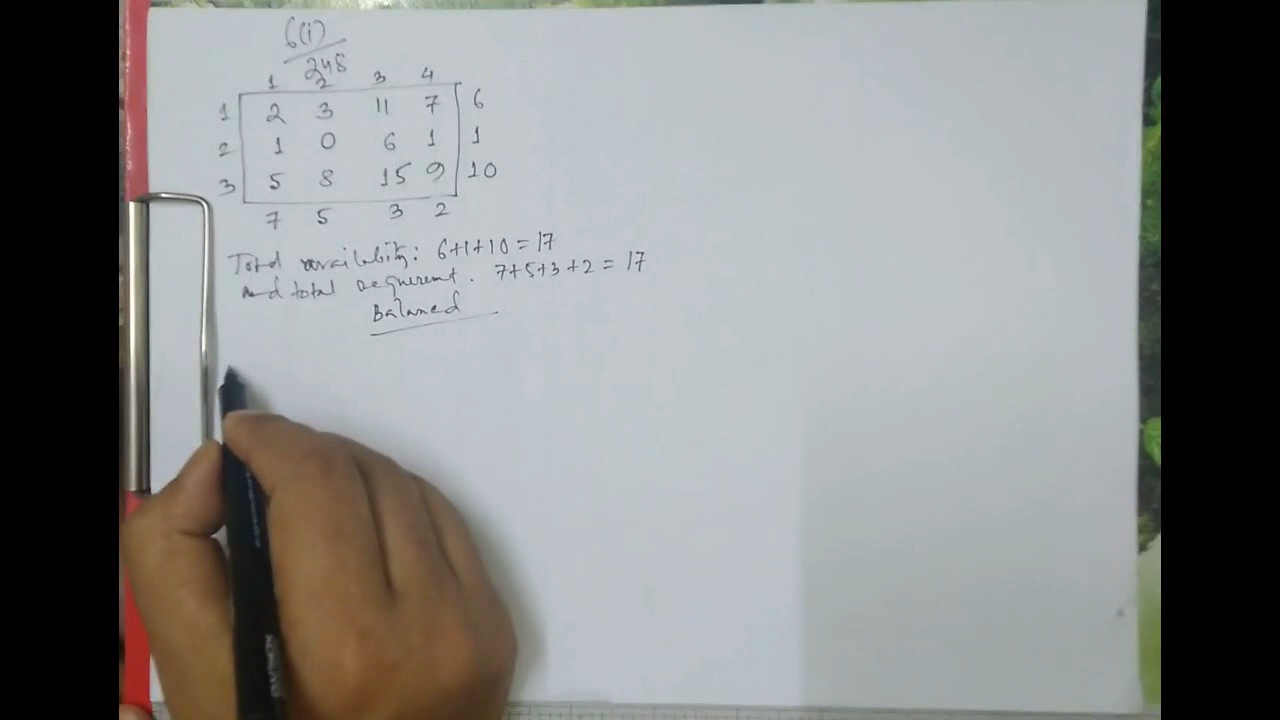 6(i)
248
1 2 3 4
1 2 3 11 7 6
2 1 0 6 1 1
3 5 8 15 9 10
7 5 3 2
Total availability: 6+1+10=17
and total requirement. 7+5+3+2=17
Balanced